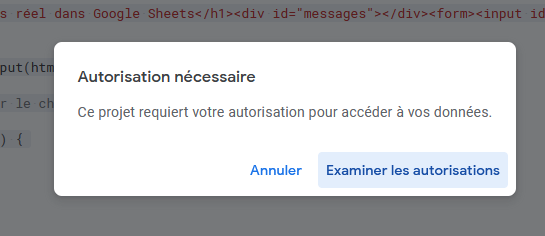 s réel dans Google Sheets</h1><div id="messages"></div><form><input id
put(htm
Autorisation nécessaire
Ce projet requiert votre autorisation pour accéder à vos données.
r le ch
) {
Annuler Examiner les autorisations